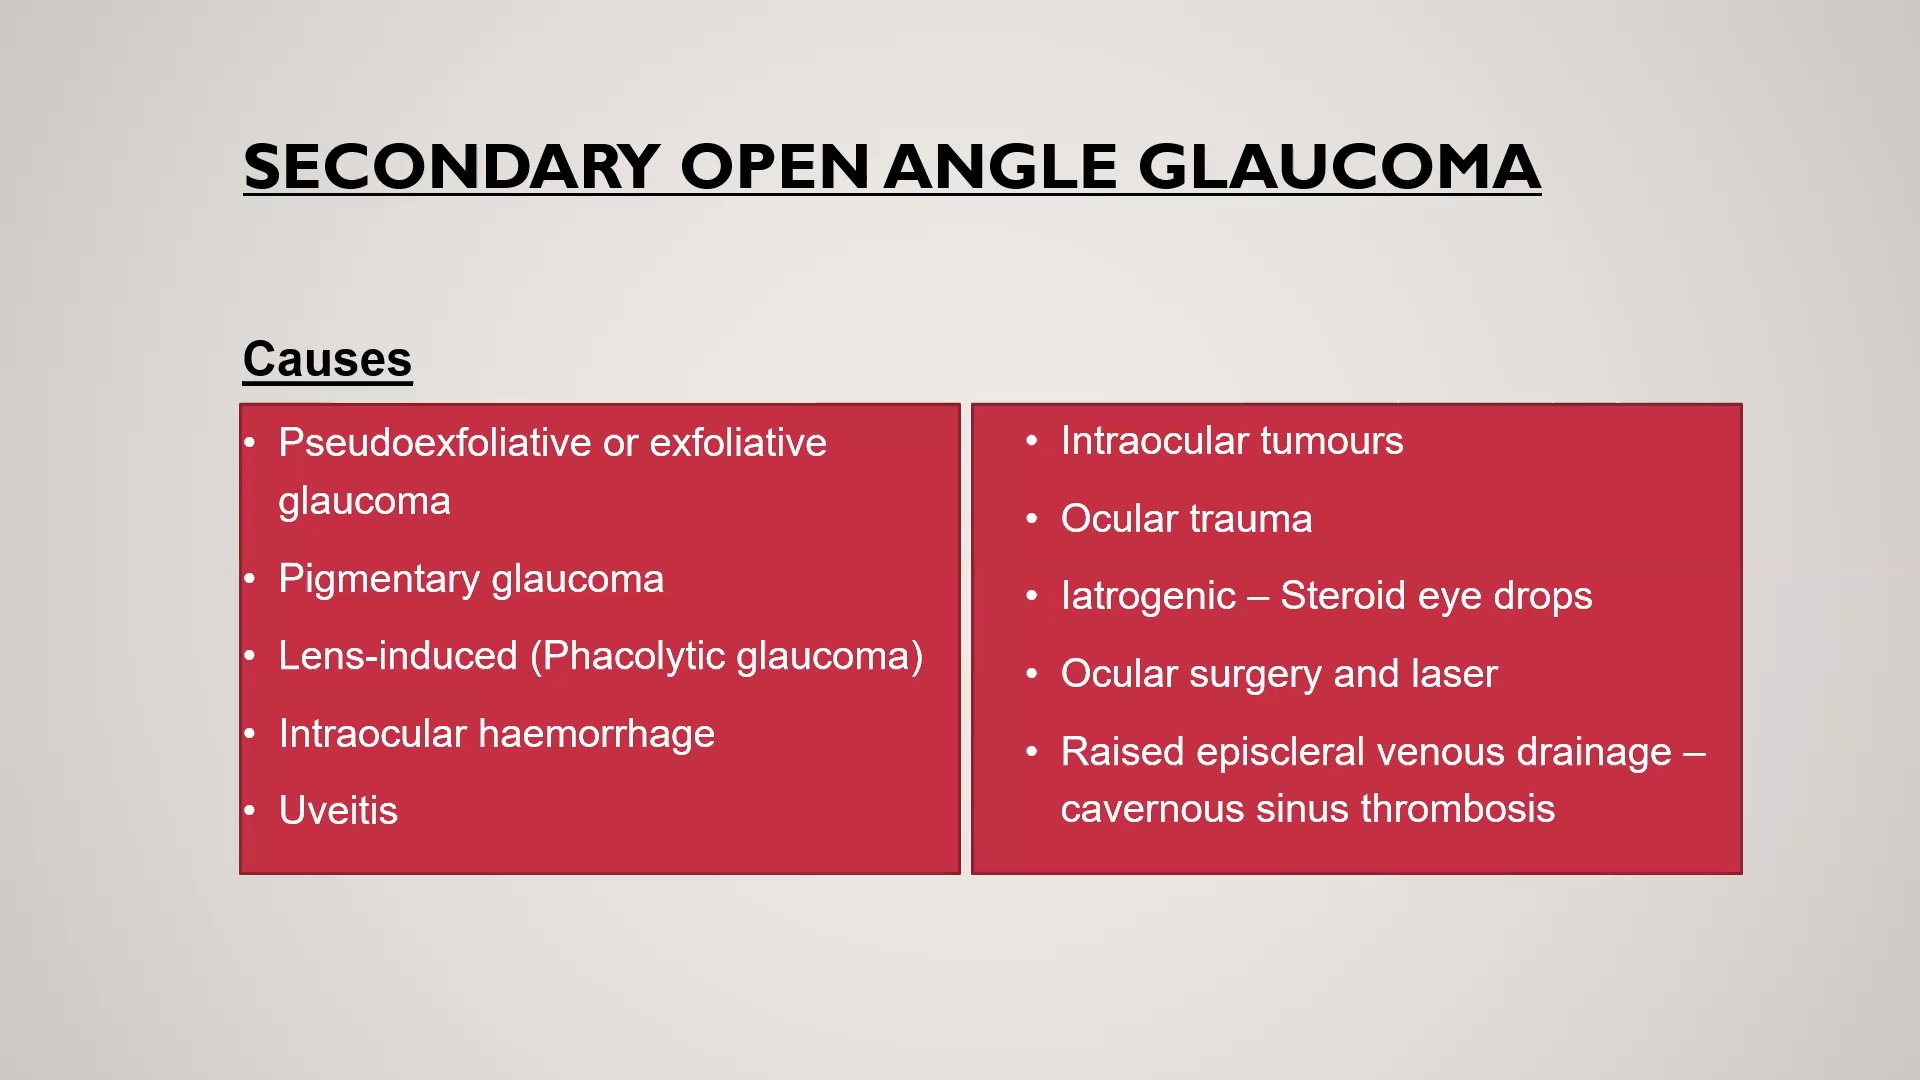 SECONDARY OPEN ANGLE GLAUCOMA
Causes
• Pseudoexfoliative or exfoliative
glaucoma
• Pigmentary glaucoma
• Lens-induced (Phacolytic glaucoma)
• Intraocular haemorrhage
• Uveitis
• Intraocular tumours
• Ocular trauma
• Iatrogenic – Steroid eye drops
• Ocular surgery and laser
• Raised episcleral venous drainage –
cavernous sinus thrombosis